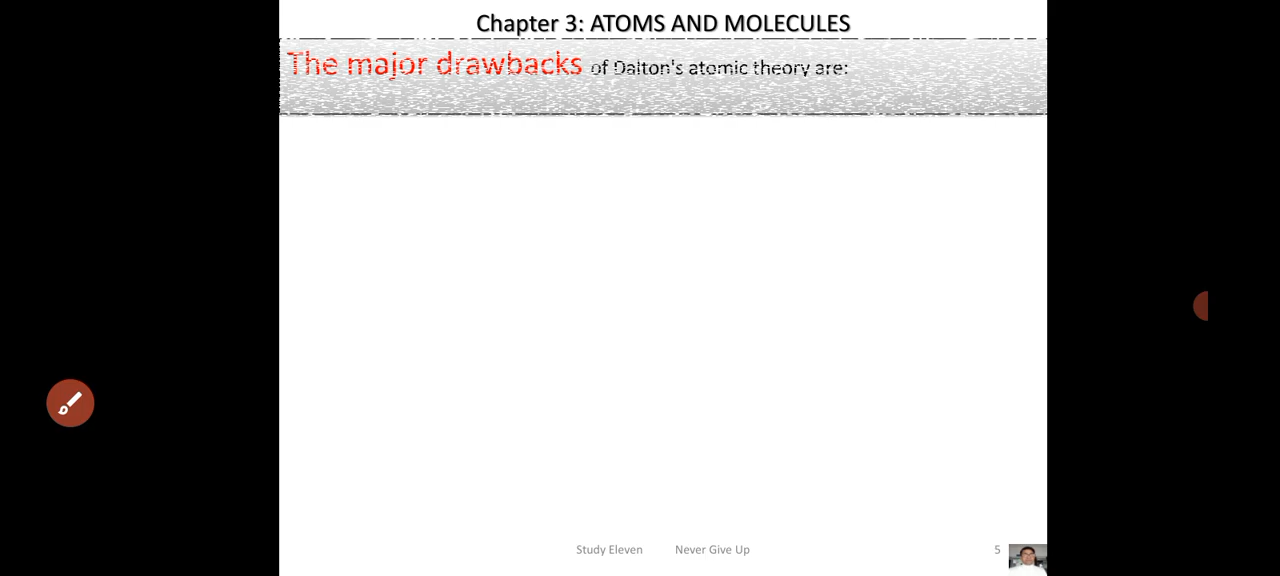 Chapter 3: ATOMS AND MOLECULES
The major drawbacks of Dalton's atomic theory are:
Study Eleven Never Give Up 5